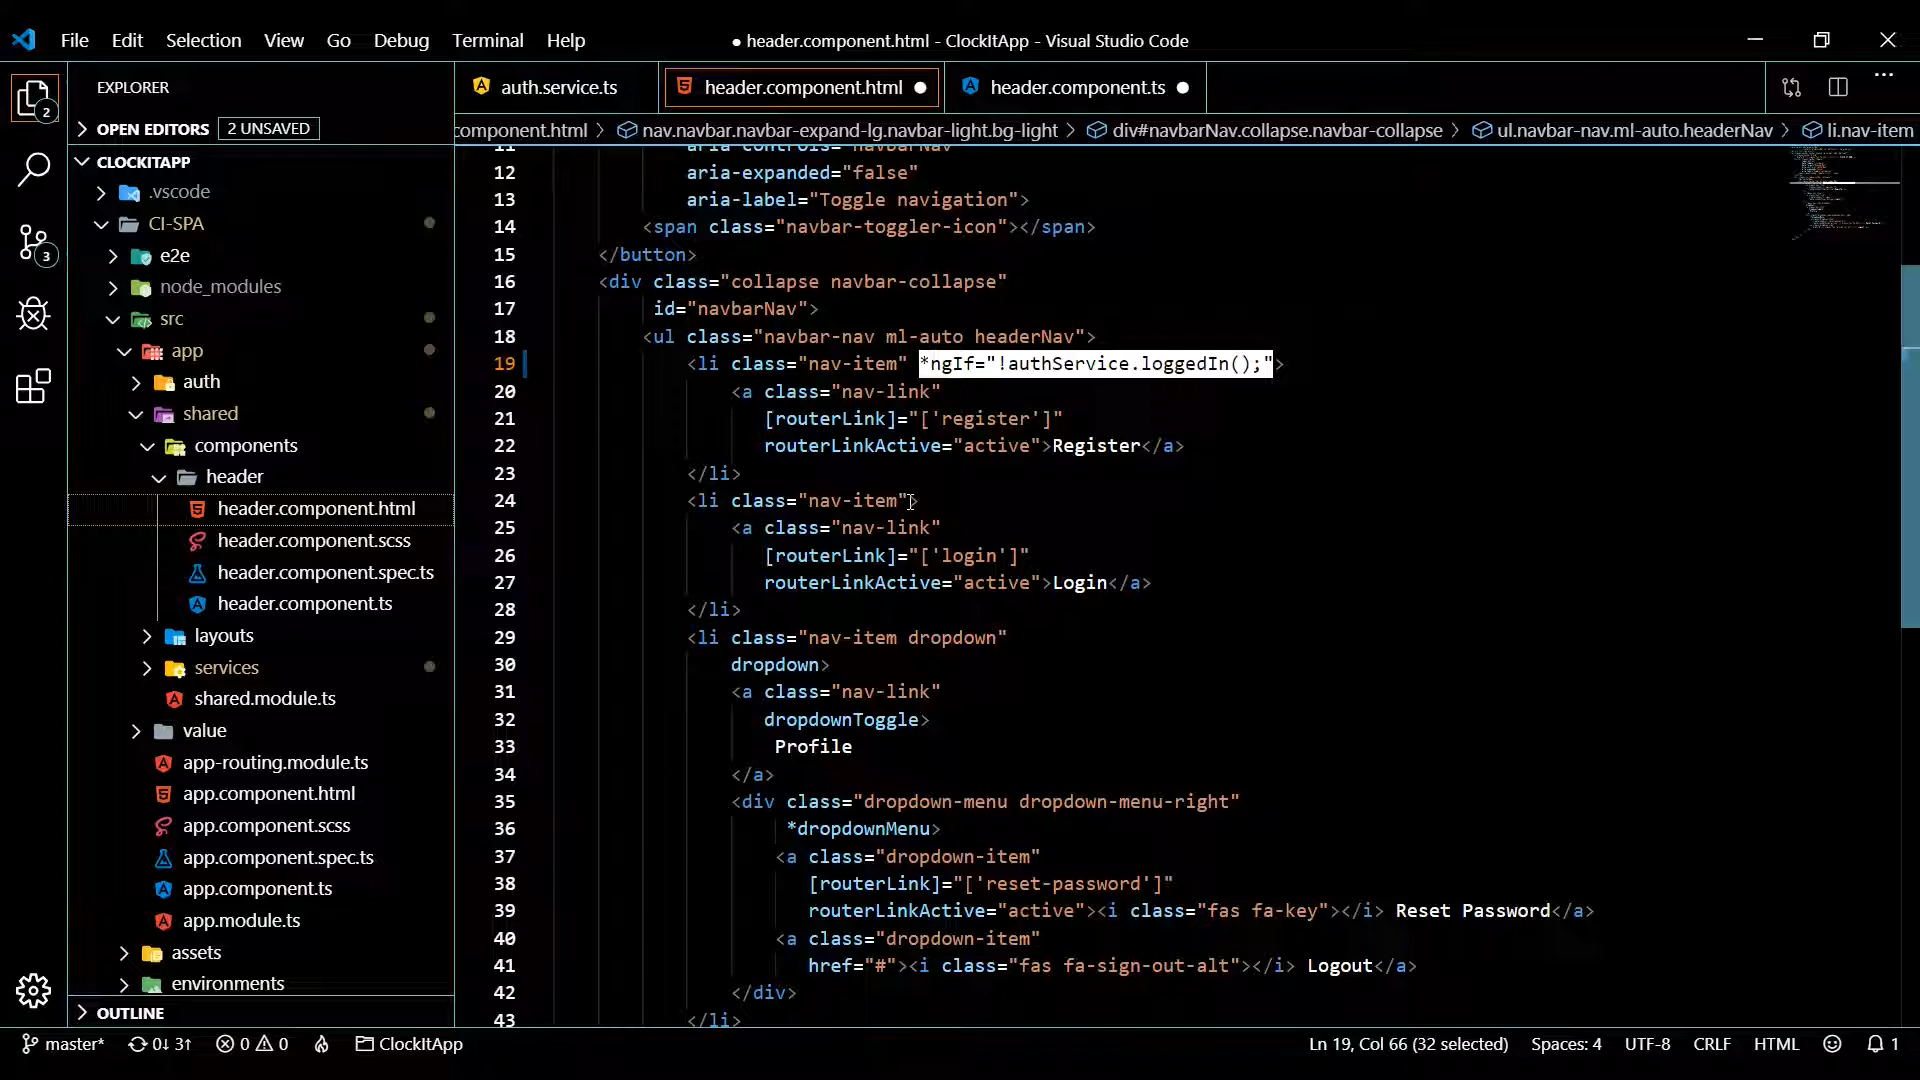 File Edit Selection View Go Debug Terminal Help
● header.component.html - ClockItApp - Visual Studio Code
EXPLORER
auth.service.ts
header.component.html
header.component.ts
OPEN EDITORS 2 UNSAVED
component.html > nav.navbar.navbar-expand-lg.navbar-light.bg-light > div#navbarNav.collapse.navbar-collapse > ul.navbar-nav.ml-auto.headerNav > li.nav-item
CLOCKITAPP
.vscode
CI-SPA
e2e
node_modules
src
app
auth
shared
components
header
header.component.html
header.component.scss
header.component.spec.ts
header.component.ts
layouts
services
shared.module.ts
value
app-routing.module.ts
app.component.html
app.component.scss
app.component.spec.ts
app.component.ts
app.module.ts
assets
environments
OUTLINE
2
3
11 aria-controls="navbarNav"
12 aria-expanded="false"
13 aria-label="Toggle navigation">
14 <span class="navbar-toggler-icon"></span>
15 </button>
16 <div class="collapse navbar-collapse"
17 id="navbarNav">
18 <ul class="navbar-nav ml-auto headerNav">
19 <li class="nav-item" *ngIf="!authService.loggedIn();">
20 <a class="nav-link"
21 [routerLink]="['register']"
22 routerLinkActive="active">Register</a>
23 </li>
24 <li class="nav-item">
25 <a class="nav-link"
26 [routerLink]="['login']"
27 routerLinkActive="active">Login</a>
28 </li>
29 <li class="nav-item dropdown"
30 dropdown>
31 <a class="nav-link"
32 dropdownToggle>
33 Profile
34 </a>
35 <div class="dropdown-menu dropdown-menu-right"
36 *dropdownMenu>
37 <a class="dropdown-item"
38 [routerLink]="['reset-password']"
39 routerLinkActive="active"><i class="fas fa-key"></i> Reset Password</a>
40 <a class="dropdown-item"
41 href="#"><i class="fas fa-sign-out-alt"></i> Logout</a>
42 </div>
43 </li>
master* 0↓ 3↑ 0 0 ClockItApp
Ln 19, Col 66 (32 selected) Spaces: 4 UTF-8 CRLF HTML 1